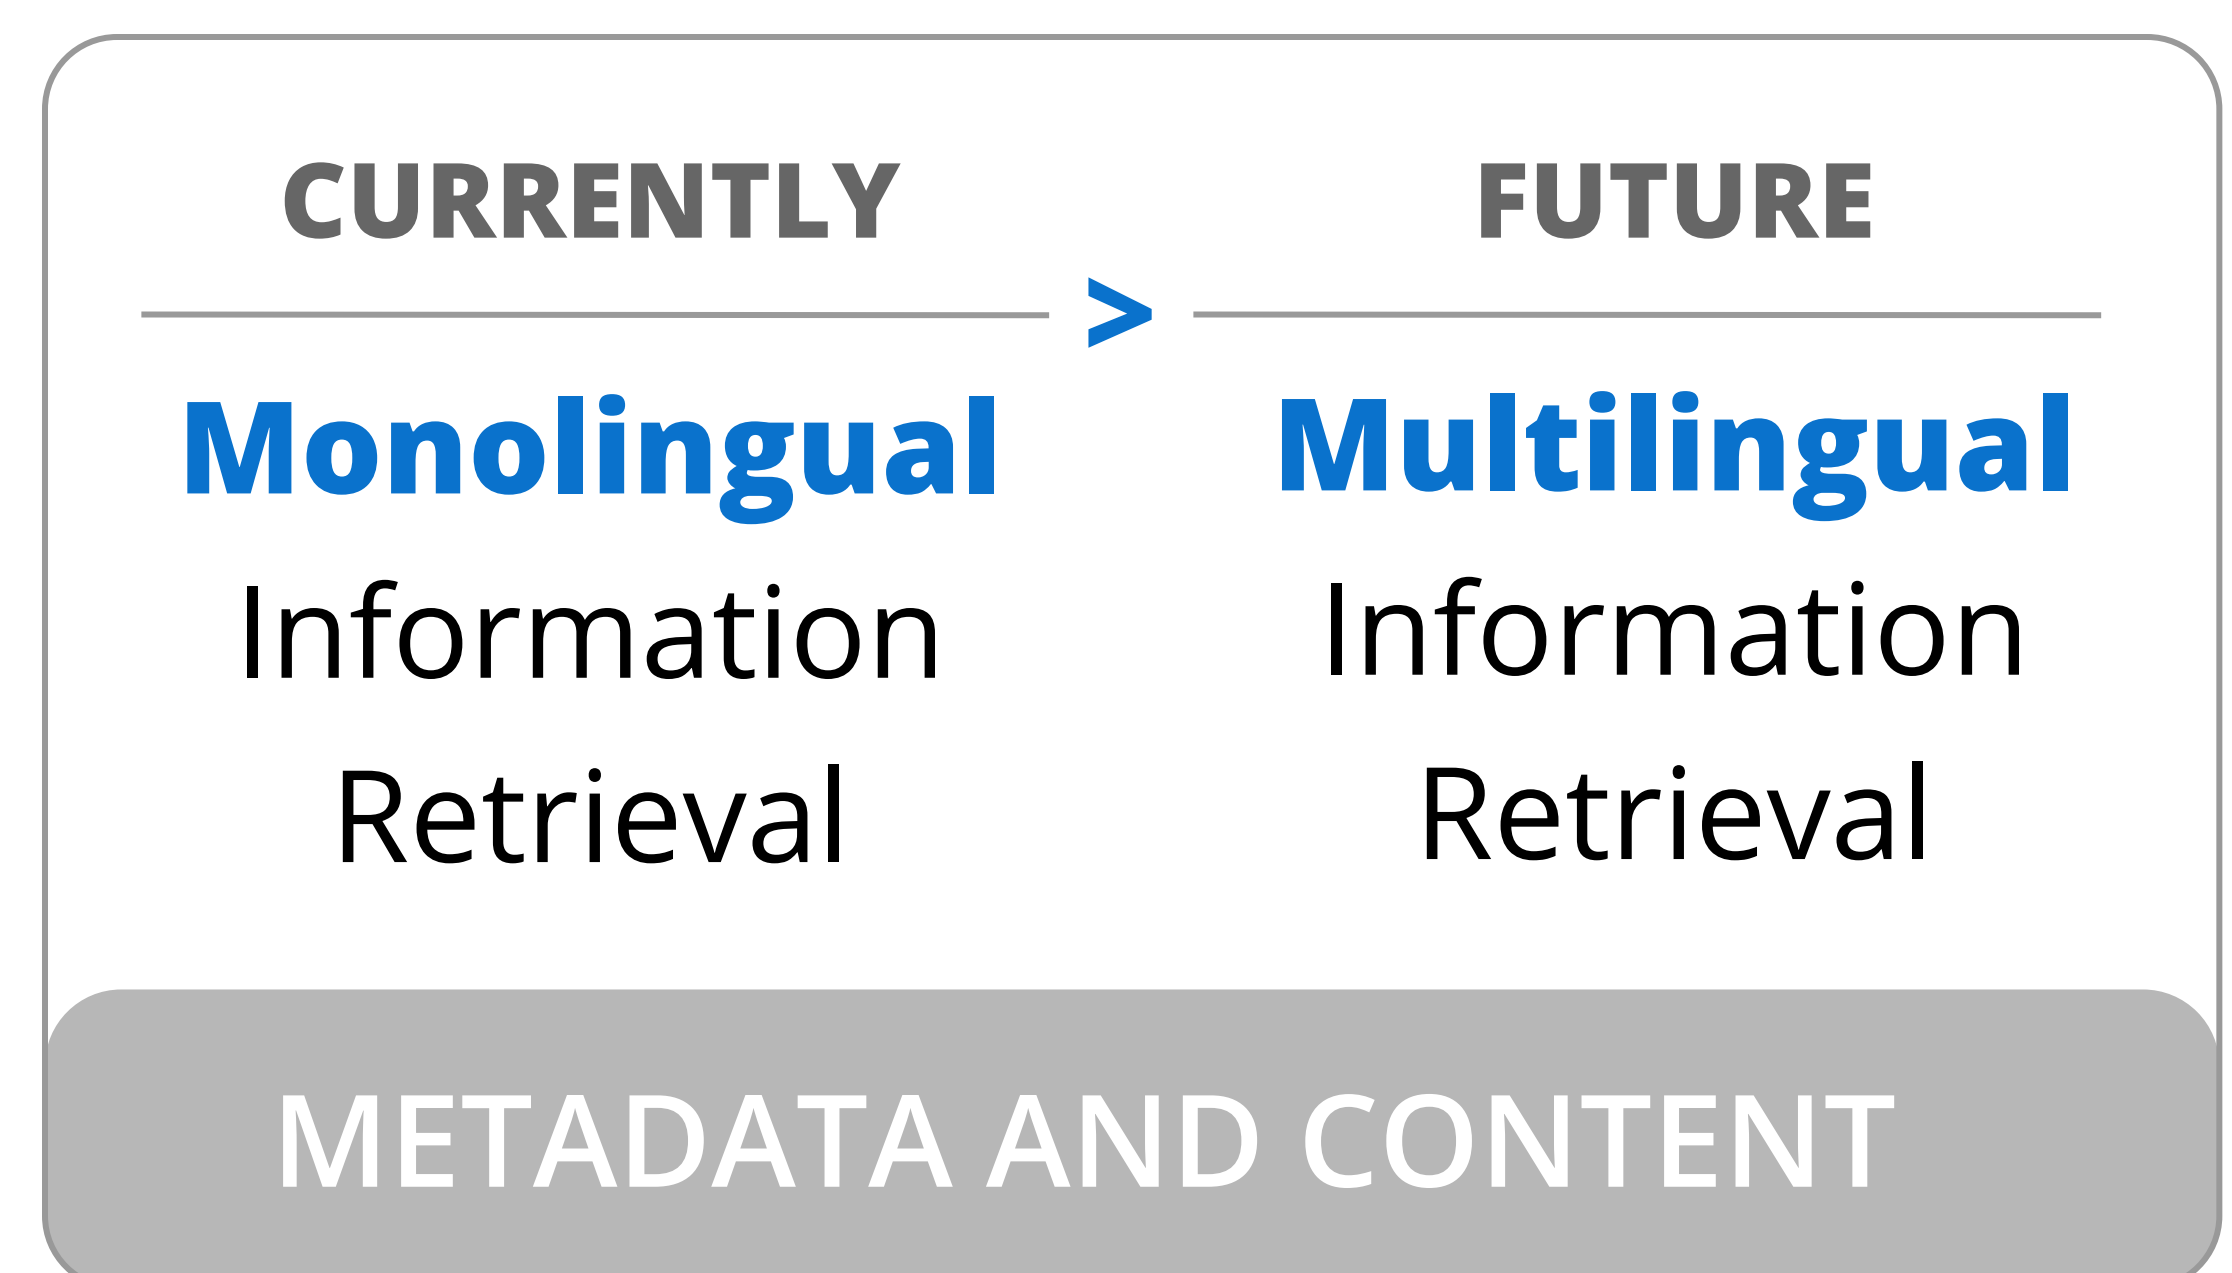 CURRENTLY
>
FUTURE
Monolingual
Information
Retrieval
Multilingual
Information
Retrieval
METADATA AND CONTENT